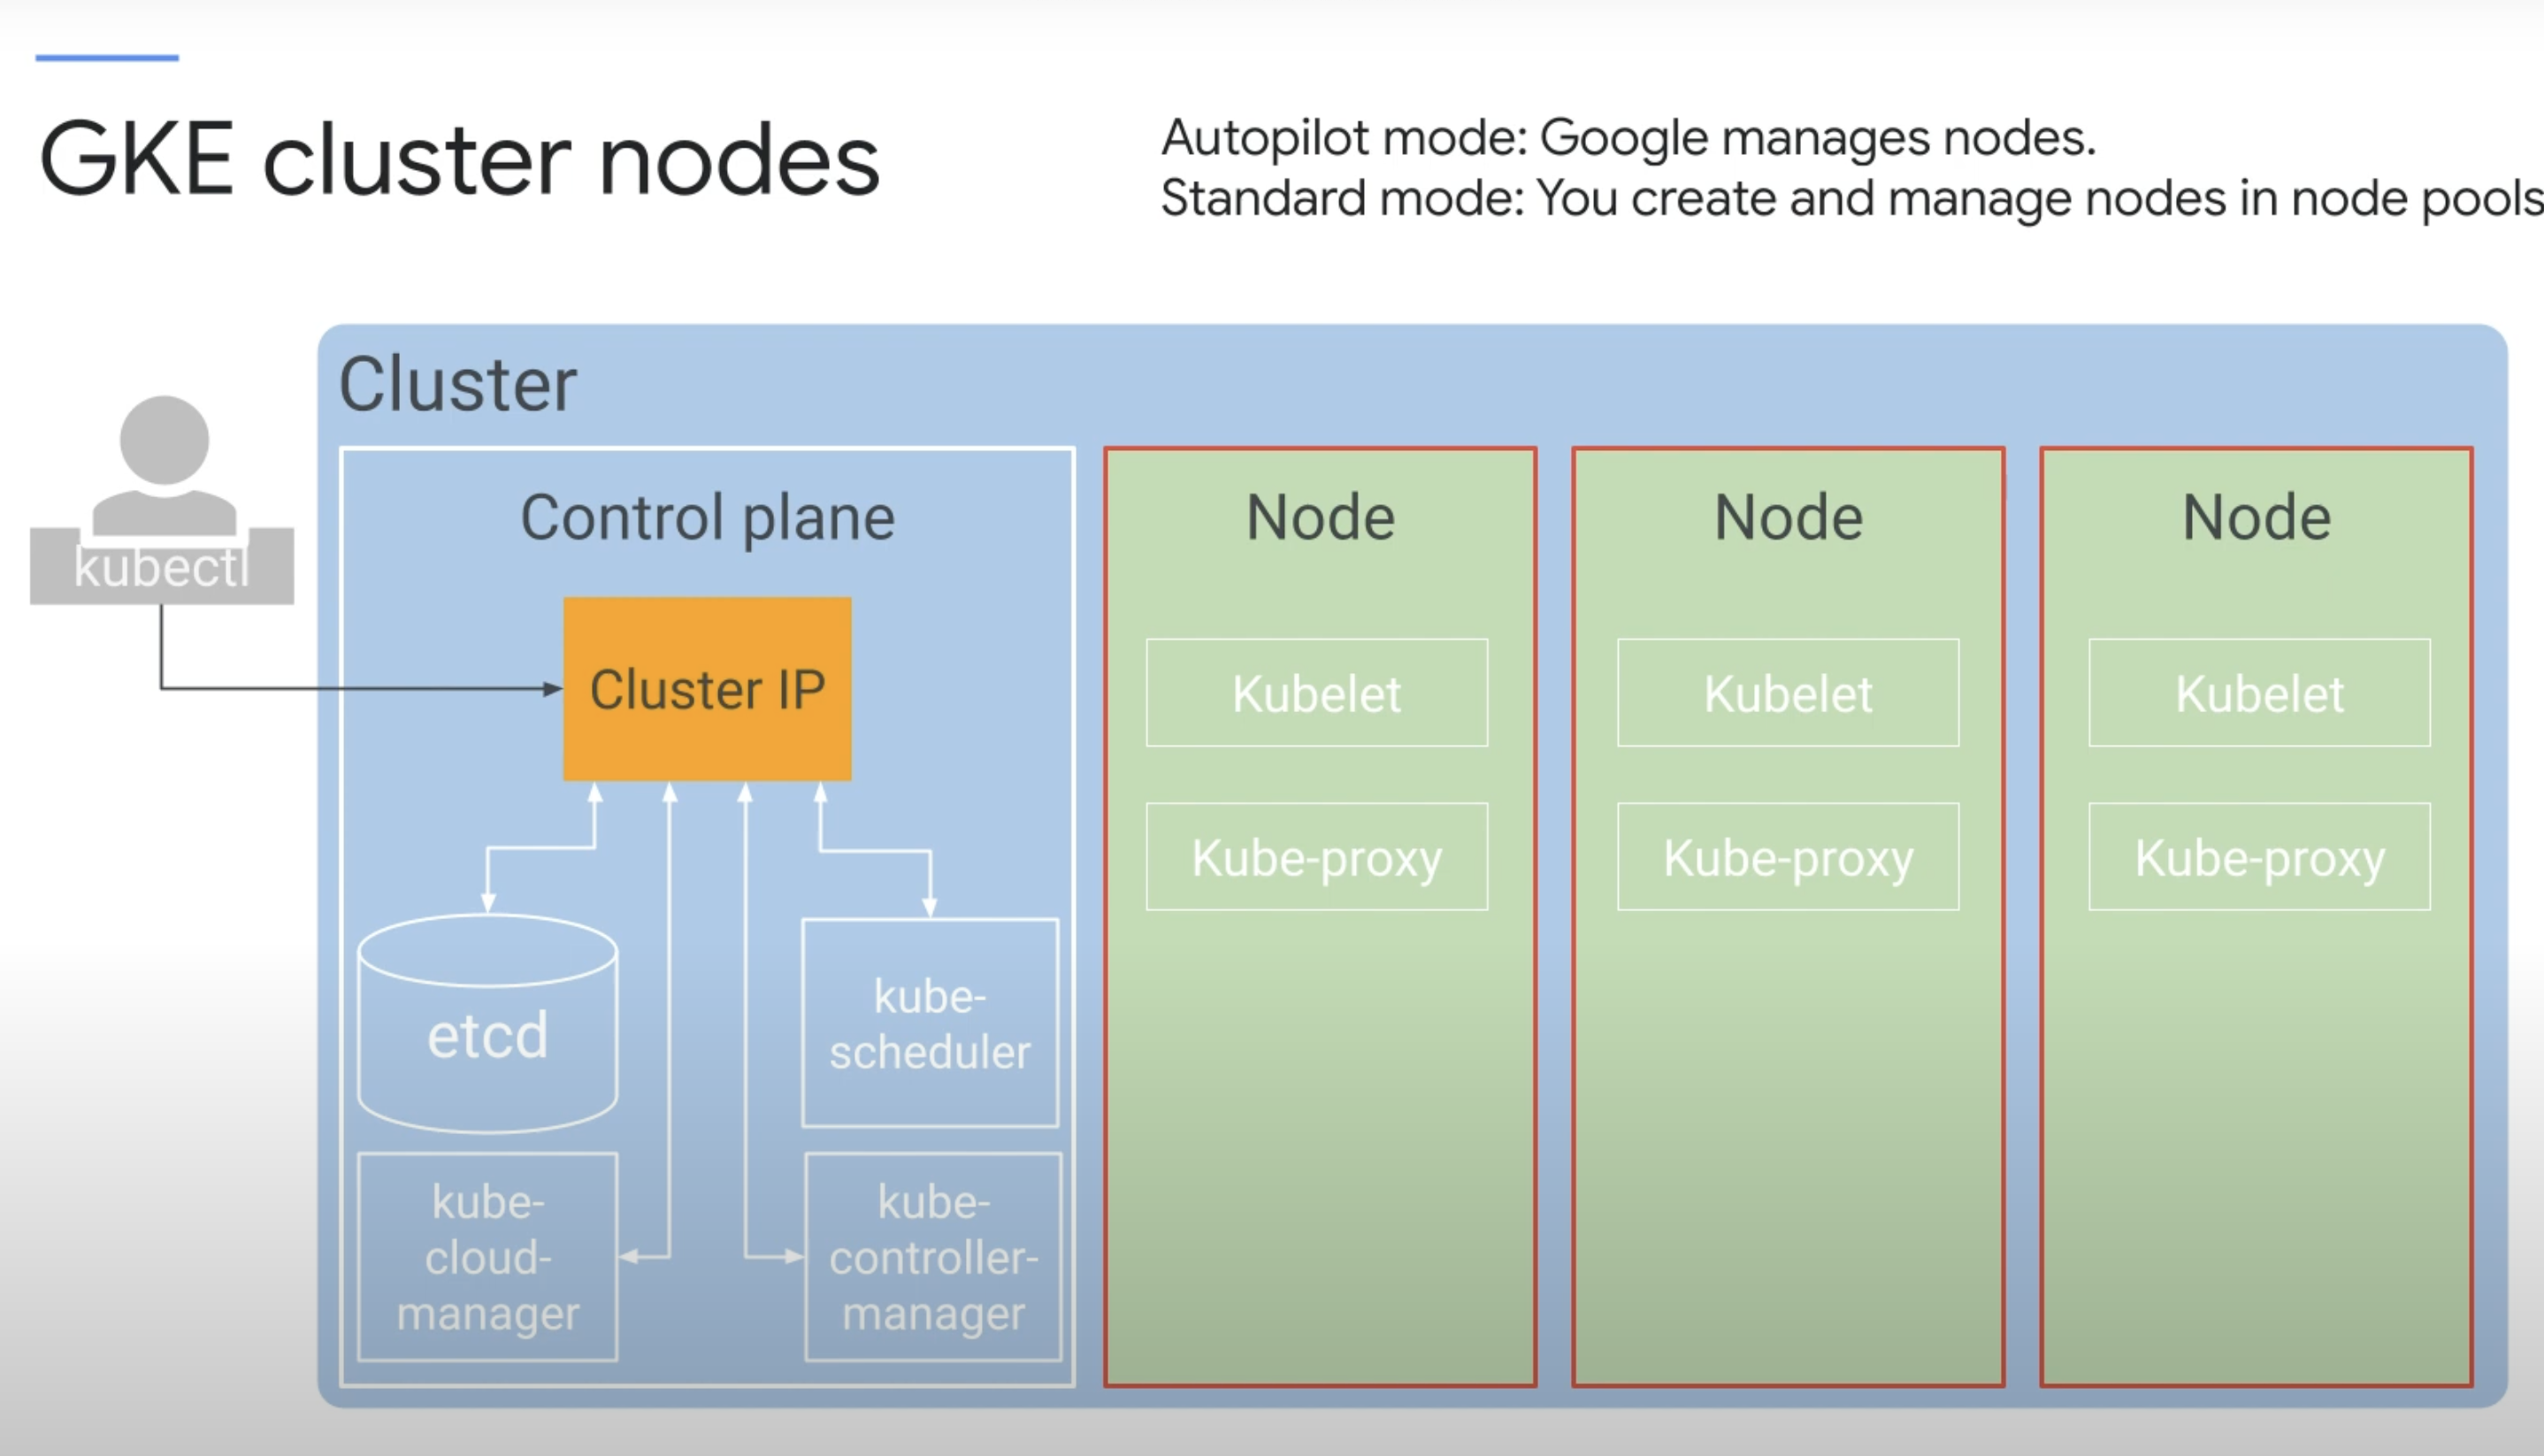 GKE cluster nodes
Autopilot mode: Google manages nodes.
Standard mode: You create and manage nodes in node pools
Cluster
kubectl
Control plane
Cluster IP
etcd
kube-
scheduler
kube-
cloud-
manager
kube-
controller-
manager
Node
Kubelet
Kube-proxy
Node
Kubelet
Kube-proxy
Node
Kubelet
Kube-proxy